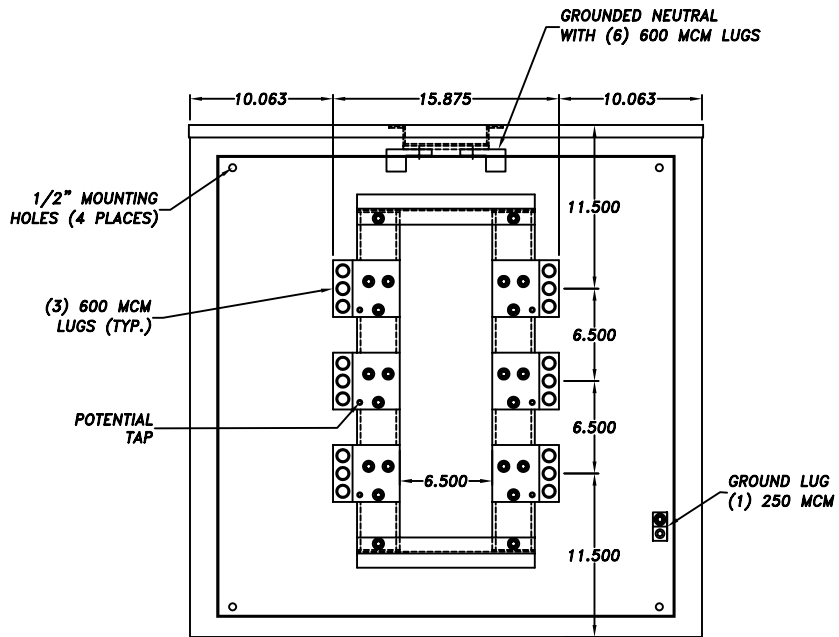 GROUNDED NEUTRAL
WITH (6) 600 MCM LUGS
10.063
15.875
10.063
1/2" MOUNTING
HOLES (4 PLACES)
11.500
(3) 600 MCM
LUGS (TYP.)
6.500
POTENTIAL
TAP
6.500
6.500
GROUND LUG
(1) 250 MCM
11.500